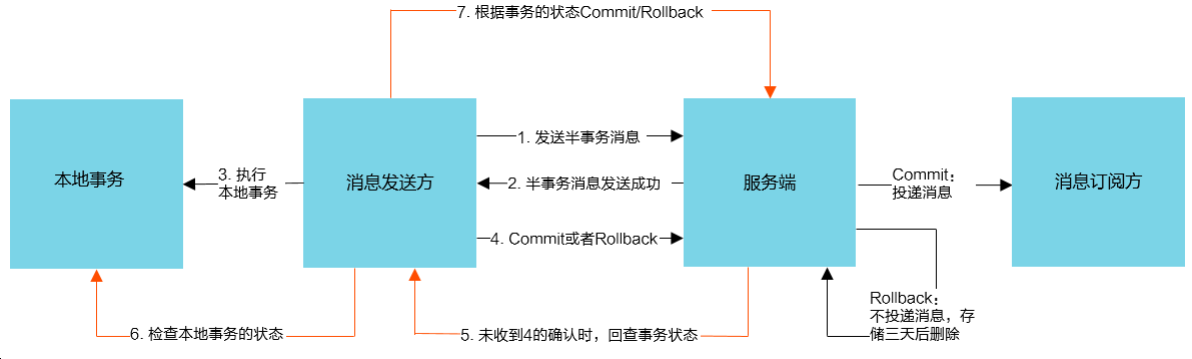 7. 根据事务的状态Commit/Rollback
本地事务
3. 执行
本地事务
消息发送方
1. 发送半事务消息
2. 半事务消息发送成功
4. Commit或者Rollback
服务端
Commit：
投递消息
消息订阅方
Rollback：
不投递消息，存
储三天后删除
6. 检查本地事务的状态
5. 未收到4的确认时，回查事务状态